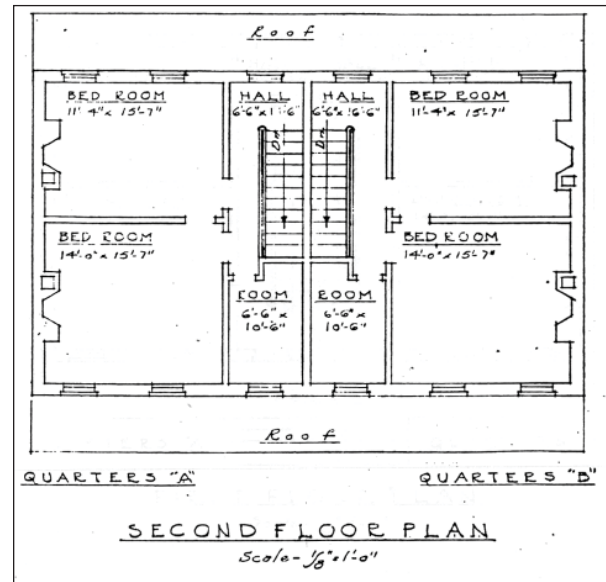 Roof
BED ROOM
11'-4" x 15'-7"
HALL
6'-6" x
HALL
6'-6" x 16'-6"
BED ROOM
11'-4" x 15'-7"
Dn
Dn
BED ROOM
14'-0" x 15'-7"
BED ROOM
14'-0" x 15'-7"
ROOM
6'-6" x
10'-6"
ROOM
6'-6" x
10'-6"
Roof
QUARTERS "A"
QUARTERS "B"
SECOND FLOOR PLAN
Scale - 1/8" = 1'-0"